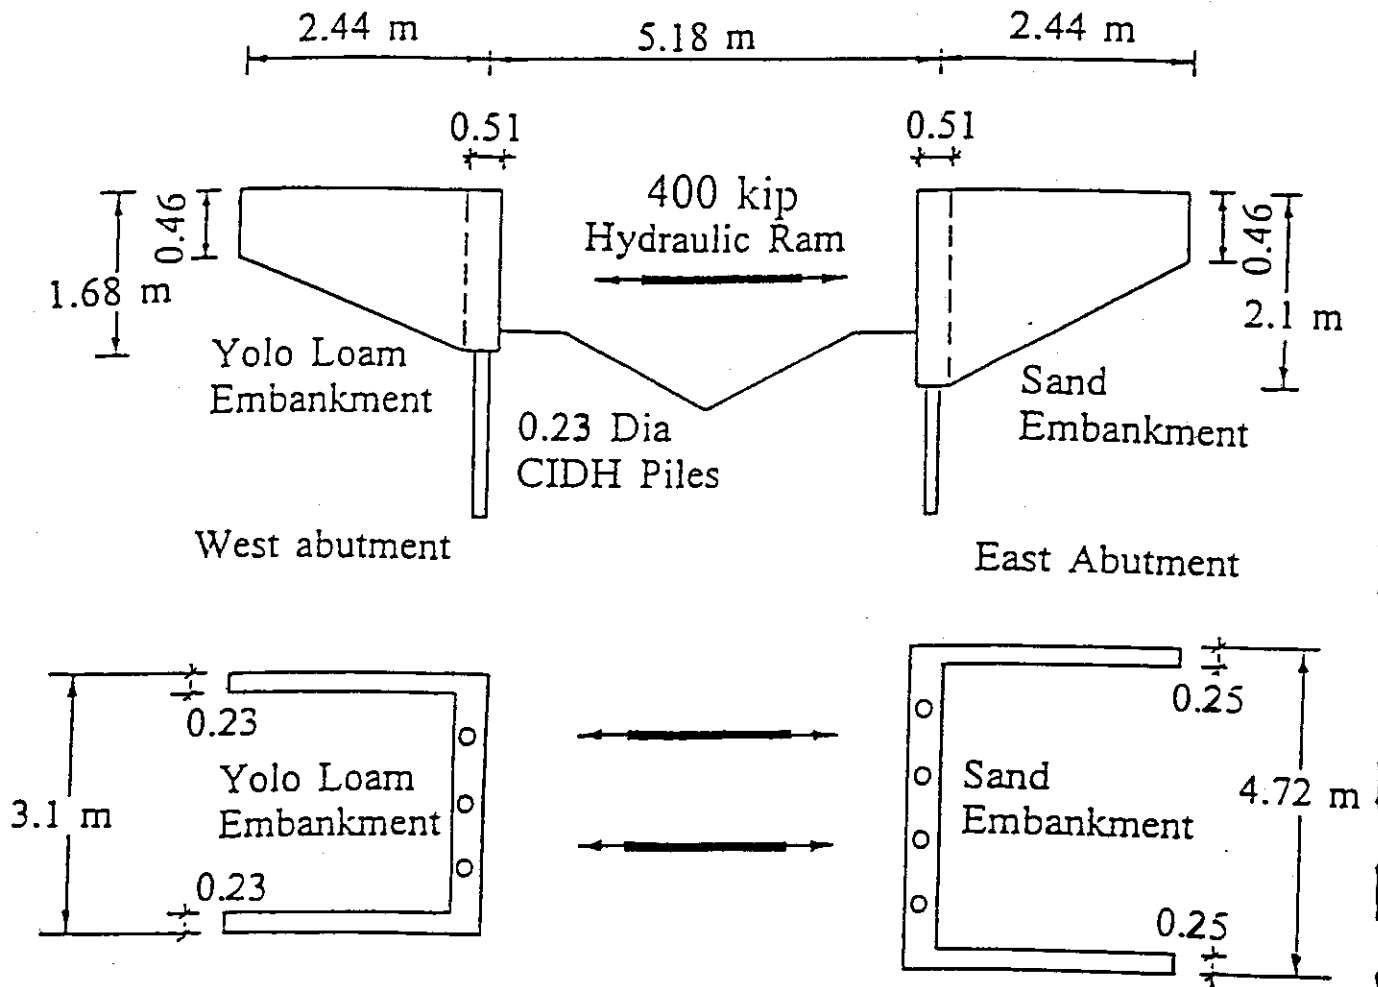 2.44 m
5.18 m
2.44 m
0.51
0.51
400 kip
Hydraulic Ram
0.46
0.46
1.68 m
2.1 m
Yolo Loam
Embankment
Sand
Embankment
0.23 Dia
CIDH Piles
West abutment
East Abutment
0.23
0.25
Yolo Loam
Embankment
Sand
Embankment
3.1 m
4.72 m
0.23
0.25